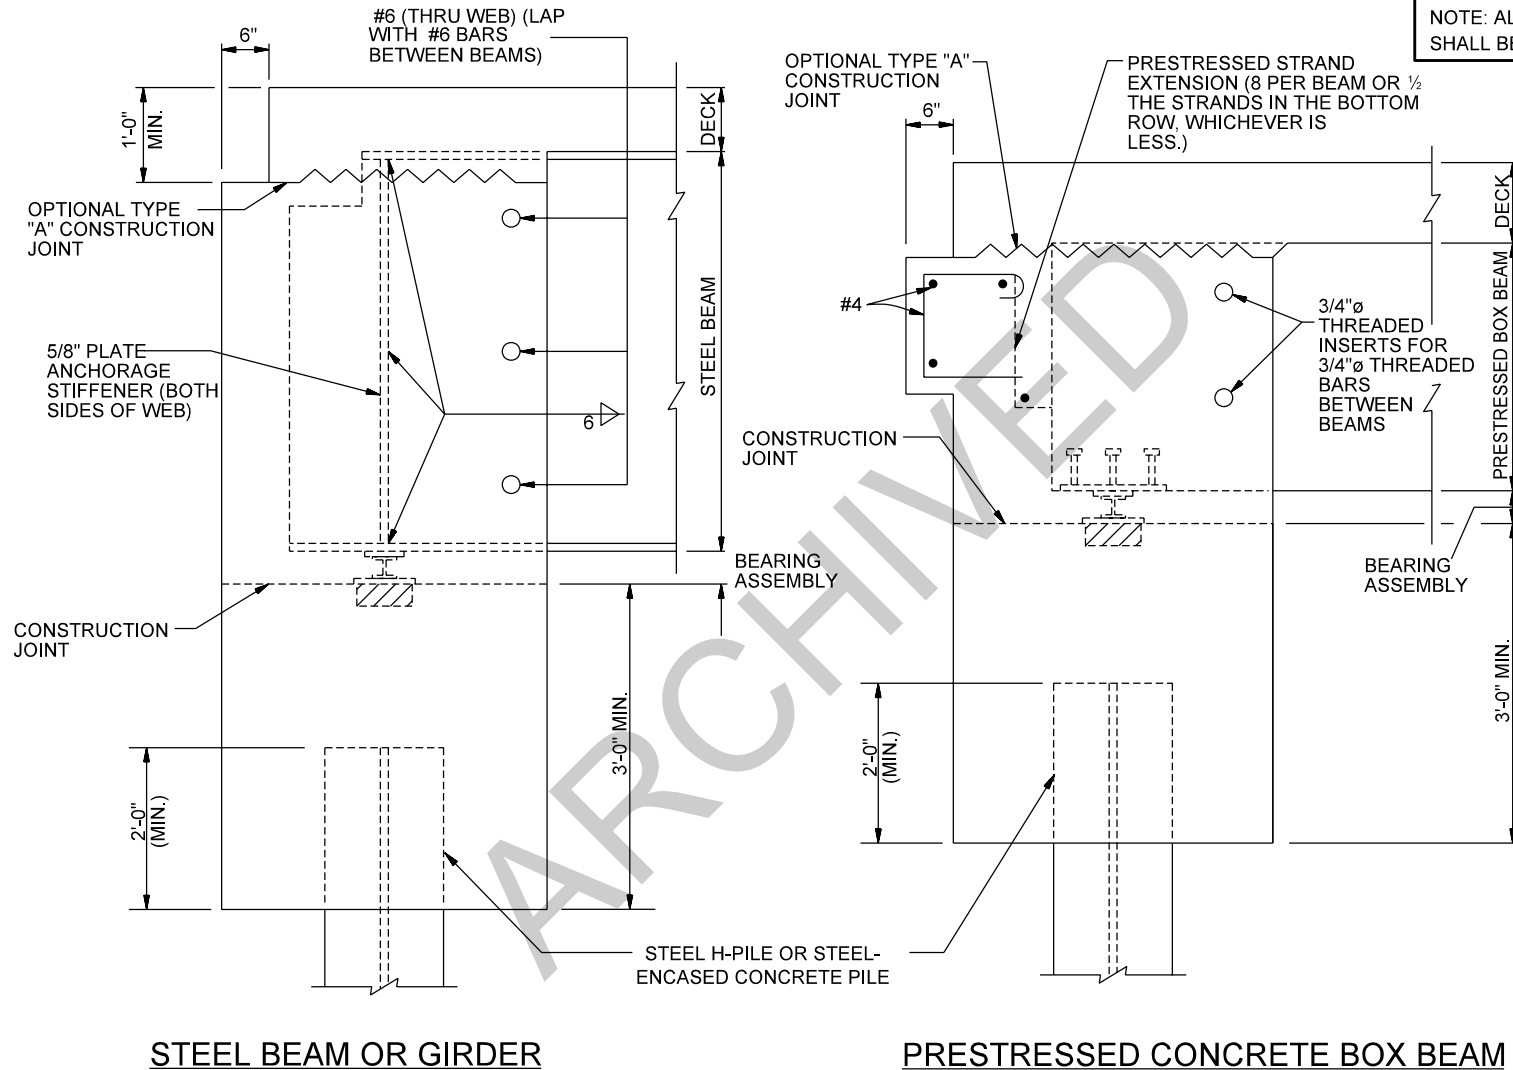 #6 (THRU WEB) (LAP
WITH #6 BARS
BETWEEN BEAMS)
6"
1'-0"
MIN.
DECK
OPTIONAL TYPE
"A" CONSTRUCTION
JOINT
STEEL BEAM
5/8" PLATE
ANCHORAGE
STIFFENER (BOTH
SIDES OF WEB)
6
BEARING
ASSEMBLY
CONSTRUCTION
JOINT
3'-0" MIN.
2'-0"
(MIN.)
STEEL H-PILE OR STEEL-
ENCASED CONCRETE PILE
STEEL BEAM OR GIRDER
NOTE: AL
SHALL BE
OPTIONAL TYPE "A"
CONSTRUCTION
JOINT
PRESTRESSED STRAND
EXTENSION (8 PER BEAM OR ½
THE STRANDS IN THE BOTTOM
ROW, WHICHEVER IS
LESS.)
6"
DECK
#4
3/4"ø
THREADED
INSERTS FOR
3/4"ø THREADED
BARS
BETWEEN
BEAMS
PRESTRESSED BOX BEAM
CONSTRUCTION
JOINT
BEARING
ASSEMBLY
3'-0" MIN.
2'-0"
(MIN.)
PRESTRESSED CONCRETE BOX BEAM
ARCHIVED